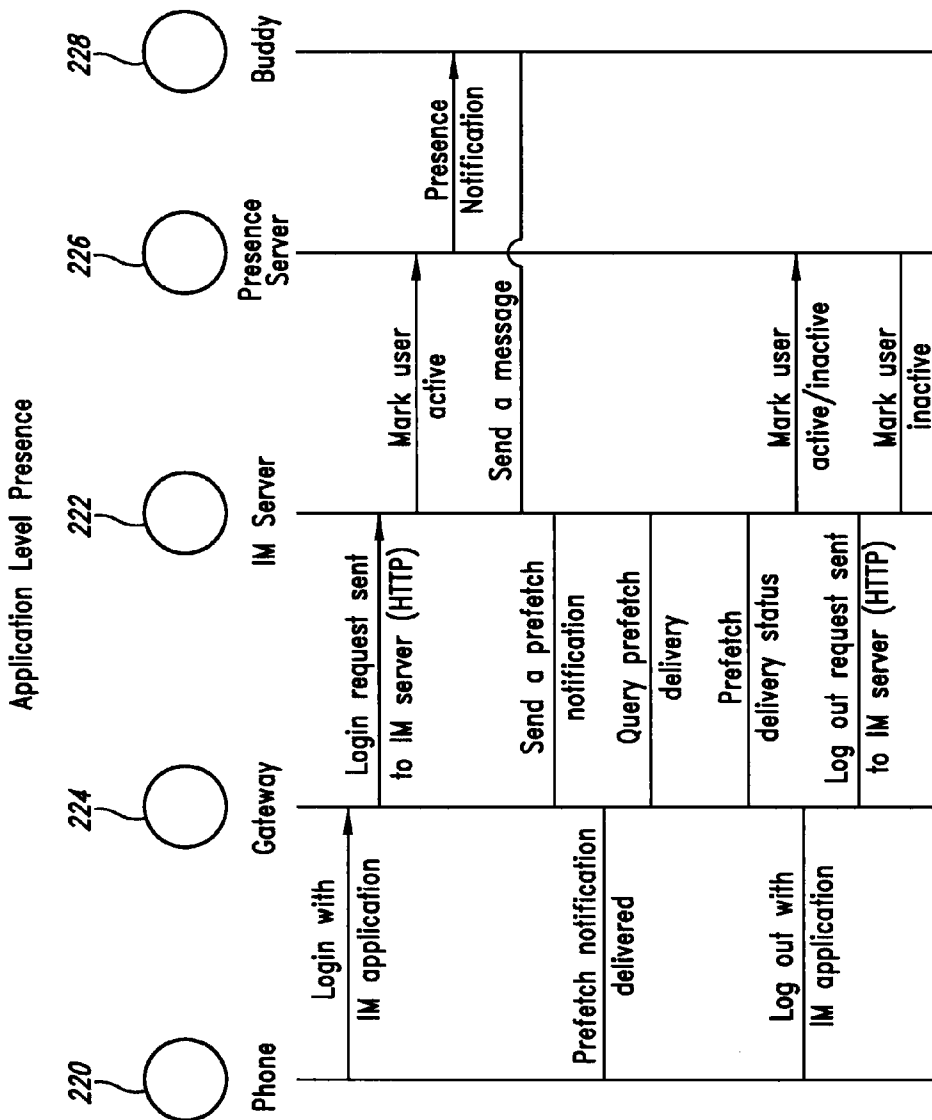 Application Level Presence
220
224
222
226
228
Phone
Gateway
IM Server
Presence
Server
Buddy
Login with
IM application
Login request sent
to IM server (HTTP)
Mark user
active
Presence
Notification
Send a message
Send a prefetch
notification
Prefetch notification
delivered
Query prefetch
delivery
Prefetch
delivery status
Mark user
active/inactive
Log out with
IM application
Log out request sent
to IM server (HTTP)
Mark user
inactive